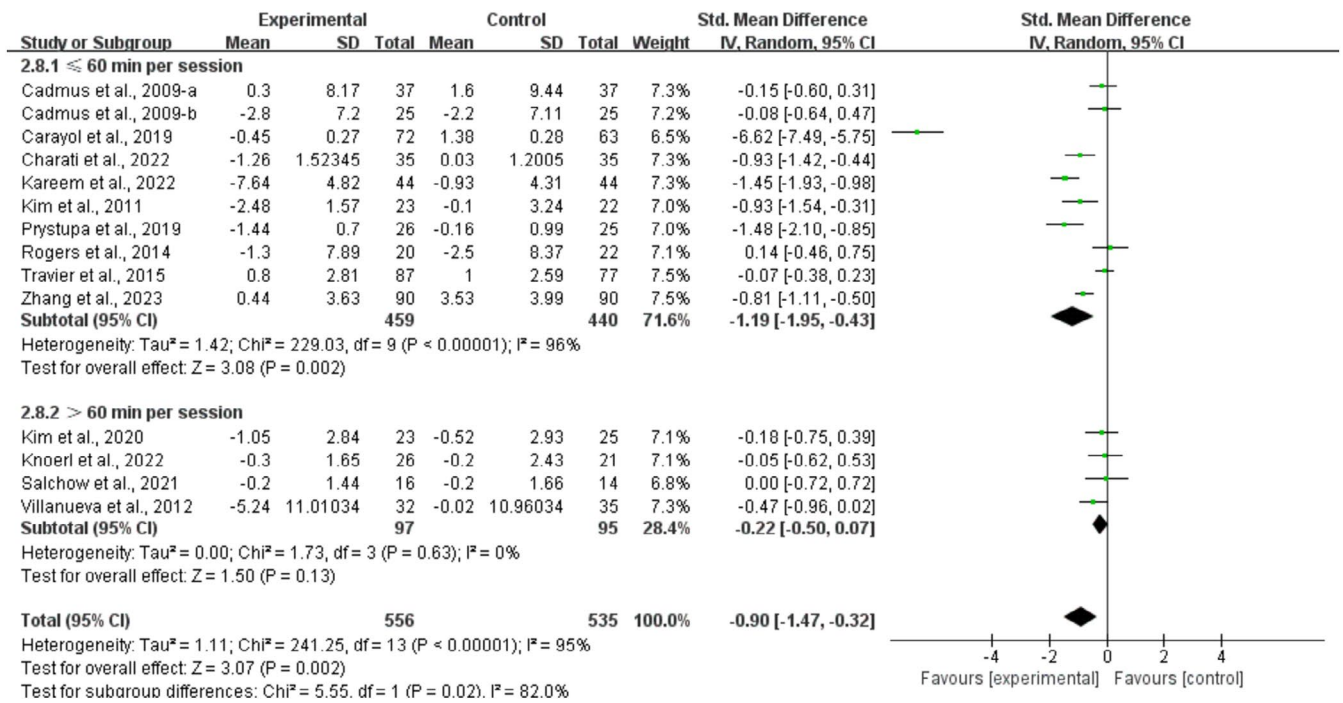 Experimental Control Std. Mean Difference Std. Mean Difference
Study or Subgroup Mean SD Total Mean SD Total Weight IV, Random, 95% CI IV, Random, 95% CI
2.8.1 ≤ 60 min per session
Cadmus et al., 2009-a 0.3 8.17 37 1.6 9.44 37 7.3% -0.15 [-0.60, 0.31]
Cadmus et al., 2009-b -2.8 7.2 25 -2.2 7.11 25 7.2% -0.08 [-0.64, 0.47]
Carayol et al., 2019 -0.45 0.27 72 1.38 0.28 63 6.5% -6.62 [-7.49, -5.75]
Charati et al., 2022 -1.26 1.52345 35 0.03 1.2005 35 7.3% -0.93 [-1.42, -0.44]
Kareem et al., 2022 -7.64 4.82 44 -0.93 4.31 44 7.3% -1.45 [-1.93, -0.98]
Kim et al., 2011 -2.48 1.57 23 -0.1 3.24 22 7.0% -0.93 [-1.54, -0.31]
Prystupa et al., 2019 -1.44 0.7 26 -0.16 0.99 25 7.0% -1.48 [-2.10, -0.85]
Rogers et al., 2014 -1.3 7.89 20 -2.5 8.37 22 7.1% 0.14 [-0.46, 0.75]
Travier et al., 2015 0.8 2.81 87 1 2.59 77 7.5% -0.07 [-0.38, 0.23]
Zhang et al., 2023 0.44 3.63 90 3.53 3.99 90 7.5% -0.81 [-1.11, -0.50]
Subtotal (95% CI) 459 440 71.6% -1.19 [-1.95, -0.43]
Heterogeneity: Tau² = 1.42; Chi² = 229.03, df = 9 (P < 0.00001); I² = 96%
Test for overall effect: Z = 3.08 (P = 0.002)
2.8.2 > 60 min per session
Kim et al., 2020 -1.05 2.84 23 -0.52 2.93 25 7.1% -0.18 [-0.75, 0.39]
Knoerl et al., 2022 -0.3 1.65 26 -0.2 2.43 21 7.1% -0.05 [-0.62, 0.53]
Salchow et al., 2021 -0.2 1.44 16 -0.2 1.66 14 6.8% 0.00 [-0.72, 0.72]
Villanueva et al., 2012 -5.24 11.01034 32 -0.02 10.96034 35 7.3% -0.47 [-0.96, 0.02]
Subtotal (95% CI) 97 95 28.4% -0.22 [-0.50, 0.07]
Heterogeneity: Tau² = 0.00; Chi² = 1.73, df = 3 (P = 0.63); I² = 0%
Test for overall effect: Z = 1.50 (P = 0.13)
Total (95% CI) 556 535 100.0% -0.90 [-1.47, -0.32]
Heterogeneity: Tau² = 1.11; Chi² = 241.25, df = 13 (P < 0.00001); I² = 95%
Test for overall effect: Z = 3.07 (P = 0.002)
Test for subgroup differences: Chi² = 5.55, df = 1 (P = 0.02), I² = 82.0%
-4 -2 0 2 4
Favours [experimental] Favours [control]